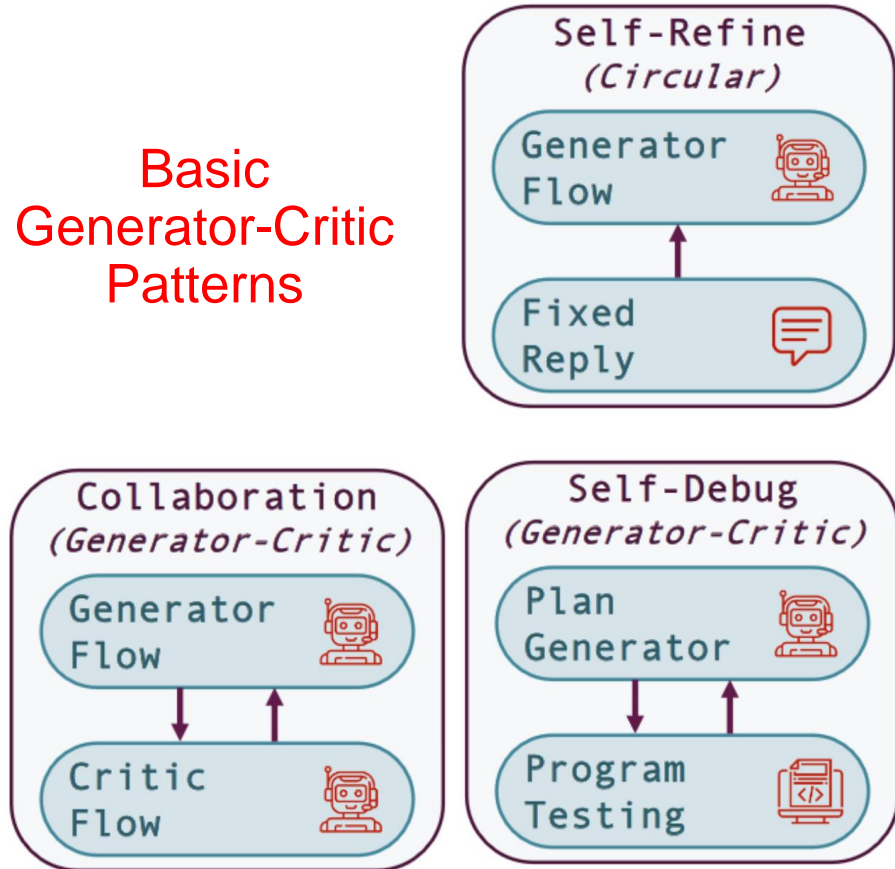 Basic
Generator-Critic
Patterns
Self-Refine
(Circular)
Generator
Flow
Fixed
Reply
Collaboration
(Generator-Critic)
Generator
Flow
Critic
Flow
Self-Debug
(Generator-Critic)
Plan
Generator
Program
Testing